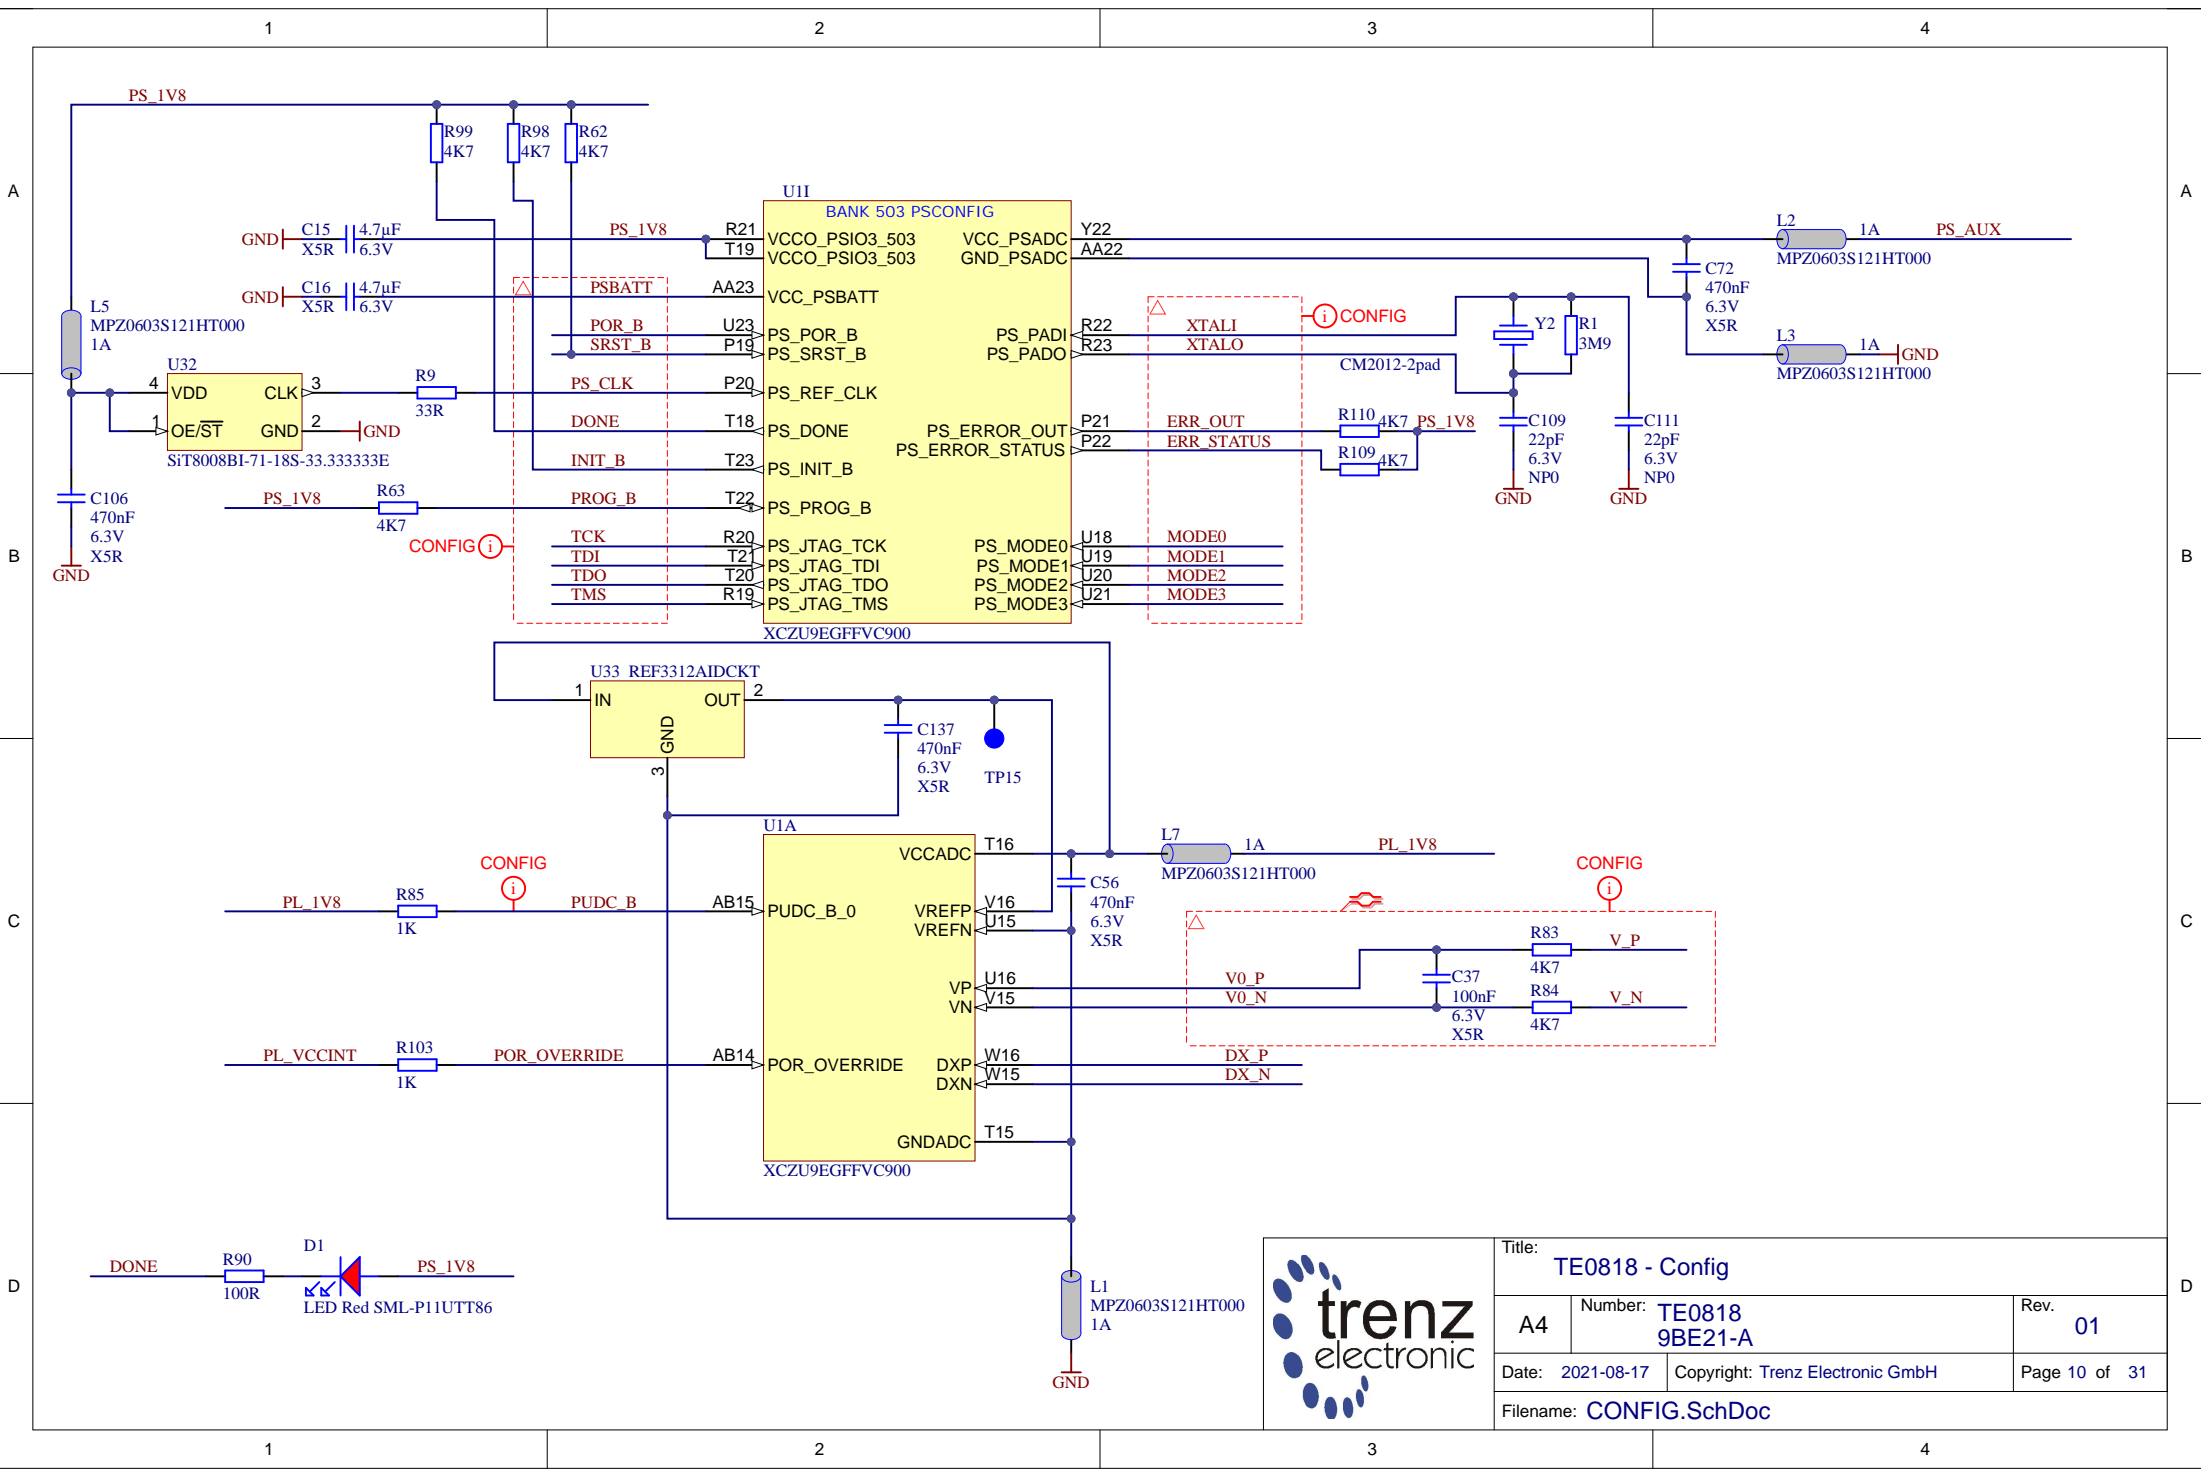 1
2
3
4
A
A
PS_1V8
R99
4K7
R98
4K7
R62
4K7
U1I
BANK 503 PSCONFIG
GND
C15
X5R
4.7µF
6.3V
PS_1V8
R21
T19
VCCO_PSIO3_503
VCCO_PSIO3_503
GND
C16
X5R
4.7µF
6.3V
PSBATT
AA23
VCC_PSBATT
POR_B
U23
PS_POR_B
SRST_B
P19
PS_SRST_B
PS_CLK
P20
PS_REF_CLK
DONE
T18
PS_DONE
INIT_B
T23
PS_INIT_B
PROG_B
T22
PS_PROG_B
TCK
R20
PS_JTAG_TCK
TDI
T21
PS_JTAG_TDI
TDO
T20
PS_JTAG_TDO
TMS
R19
PS_JTAG_TMS
XCZU9EGFFVC900
VCC_PSADC
Y22
GND_PSADC
AA22
L2
1A
PS_AUX
MPZ0603S121HT000
C72
470nF
6.3V
X5R
L3
1A
GND
MPZ0603S121HT000
i CONFIG
PS_PADI
R22
XTALI
PS_PADO
R23
XTALO
Y2
R1
3M9
CM2012-2pad
C109
22pF
6.3V
NP0
GND
C111
22pF
6.3V
NP0
GND
PS_ERROR_OUT
P21
ERR_OUT
R110
4K7
PS_1V8
PS_ERROR_STATUS
P22
ERR_STATUS
R109
4K7
PS_MODE0
U18
MODE0
PS_MODE1
U19
MODE1
PS_MODE2
U20
MODE2
PS_MODE3
U21
MODE3
L5
MPZ0603S121HT000
1A
U32
4
VDD
CLK
3
1
OE/ST
GND
2
GND
SiT8008BI-71-18S-33.333333E
R9
33R
C106
470nF
6.3V
X5R
GND
PS_1V8
R63
4K7
CONFIG i
B
B
U33 REF3312AIDCKT
1
IN
OUT
2
GND
3
C137
470nF
6.3V
X5R
TP15
U1A
VCCADC
T16
L7
1A
PL_1V8
MPZ0603S121HT000
C56
470nF
6.3V
X5R
CONFIG
i
PL_1V8
R85
1K
PUDC_B
AB15
PUDC_B_0
VREFP
V16
VREFN
U15
CONFIG
i
VP
U16
V0_P
VN
V15
V0_N
C37
100nF
6.3V
X5R
R83
4K7
V_P
R84
4K7
V_N
PL_VCCINT
R103
1K
POR_OVERRIDE
AB14
POR_OVERRIDE
DXP
W16
DX_P
DXN
W15
DX_N
GNDADC
T15
XCZU9EGFFVC900
C
C
DONE
R90
100R
D1
PS_1V8
LED Red SML-P11UTT86
L1
MPZ0603S121HT000
1A
GND
D
D
trenz
electronic
Title:
TE0818 - Config
A4
Number: TE0818
9BE21-A
Rev.
01
Date: 2021-08-17
Copyright: Trenz Electronic GmbH
Page 10 of 31
Filename: CONFIG.SchDoc
1
2
3
4